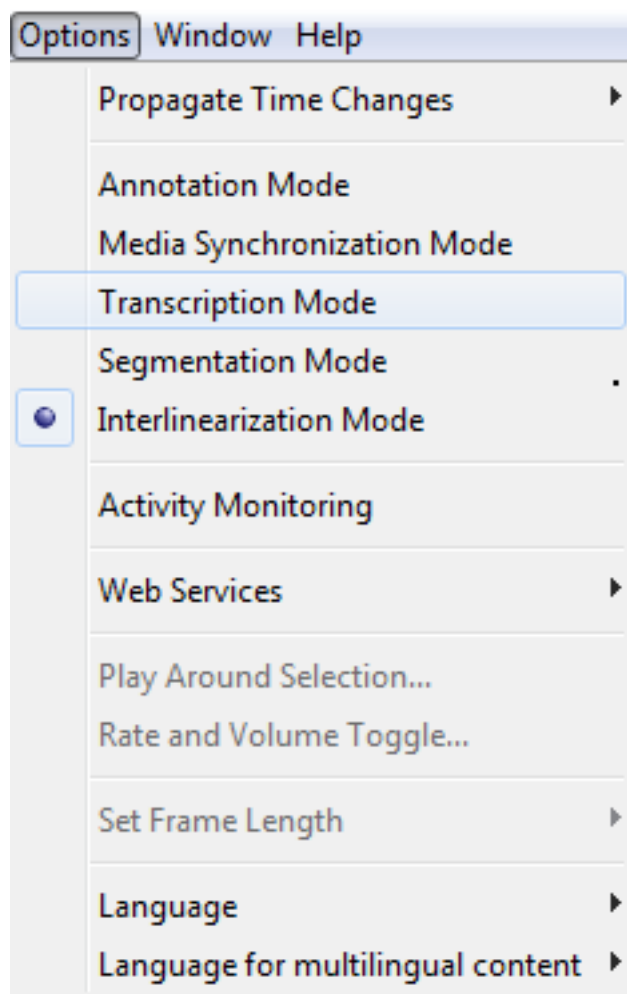 Options Window Help
Propagate Time Changes
Annotation Mode
Media Synchronization Mode
Transcription Mode
Segmentation Mode
Interlinearization Mode
Activity Monitoring
Web Services
Play Around Selection...
Rate and Volume Toggle...
Set Frame Length
Language
Language for multilingual content